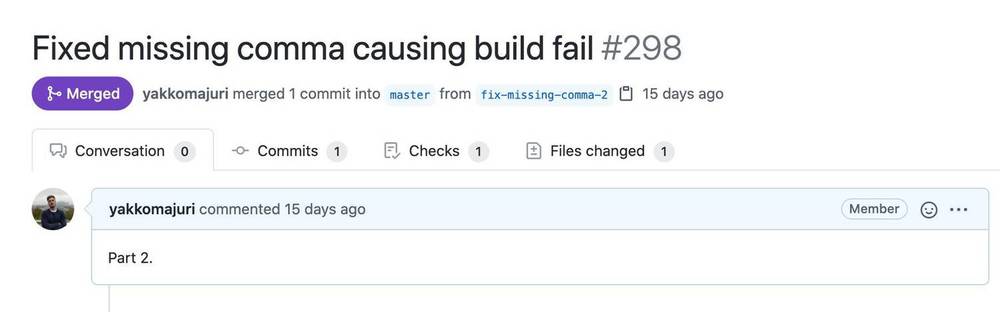 Fixed missing comma causing build fail #298
Merged yakkomajuri merged 1 commit into master from fix-missing-comma-2 15 days ago
Conversation 0 Commits 1 Checks 1 Files changed 1
yakkomajuri commented 15 days ago Member
Part 2.